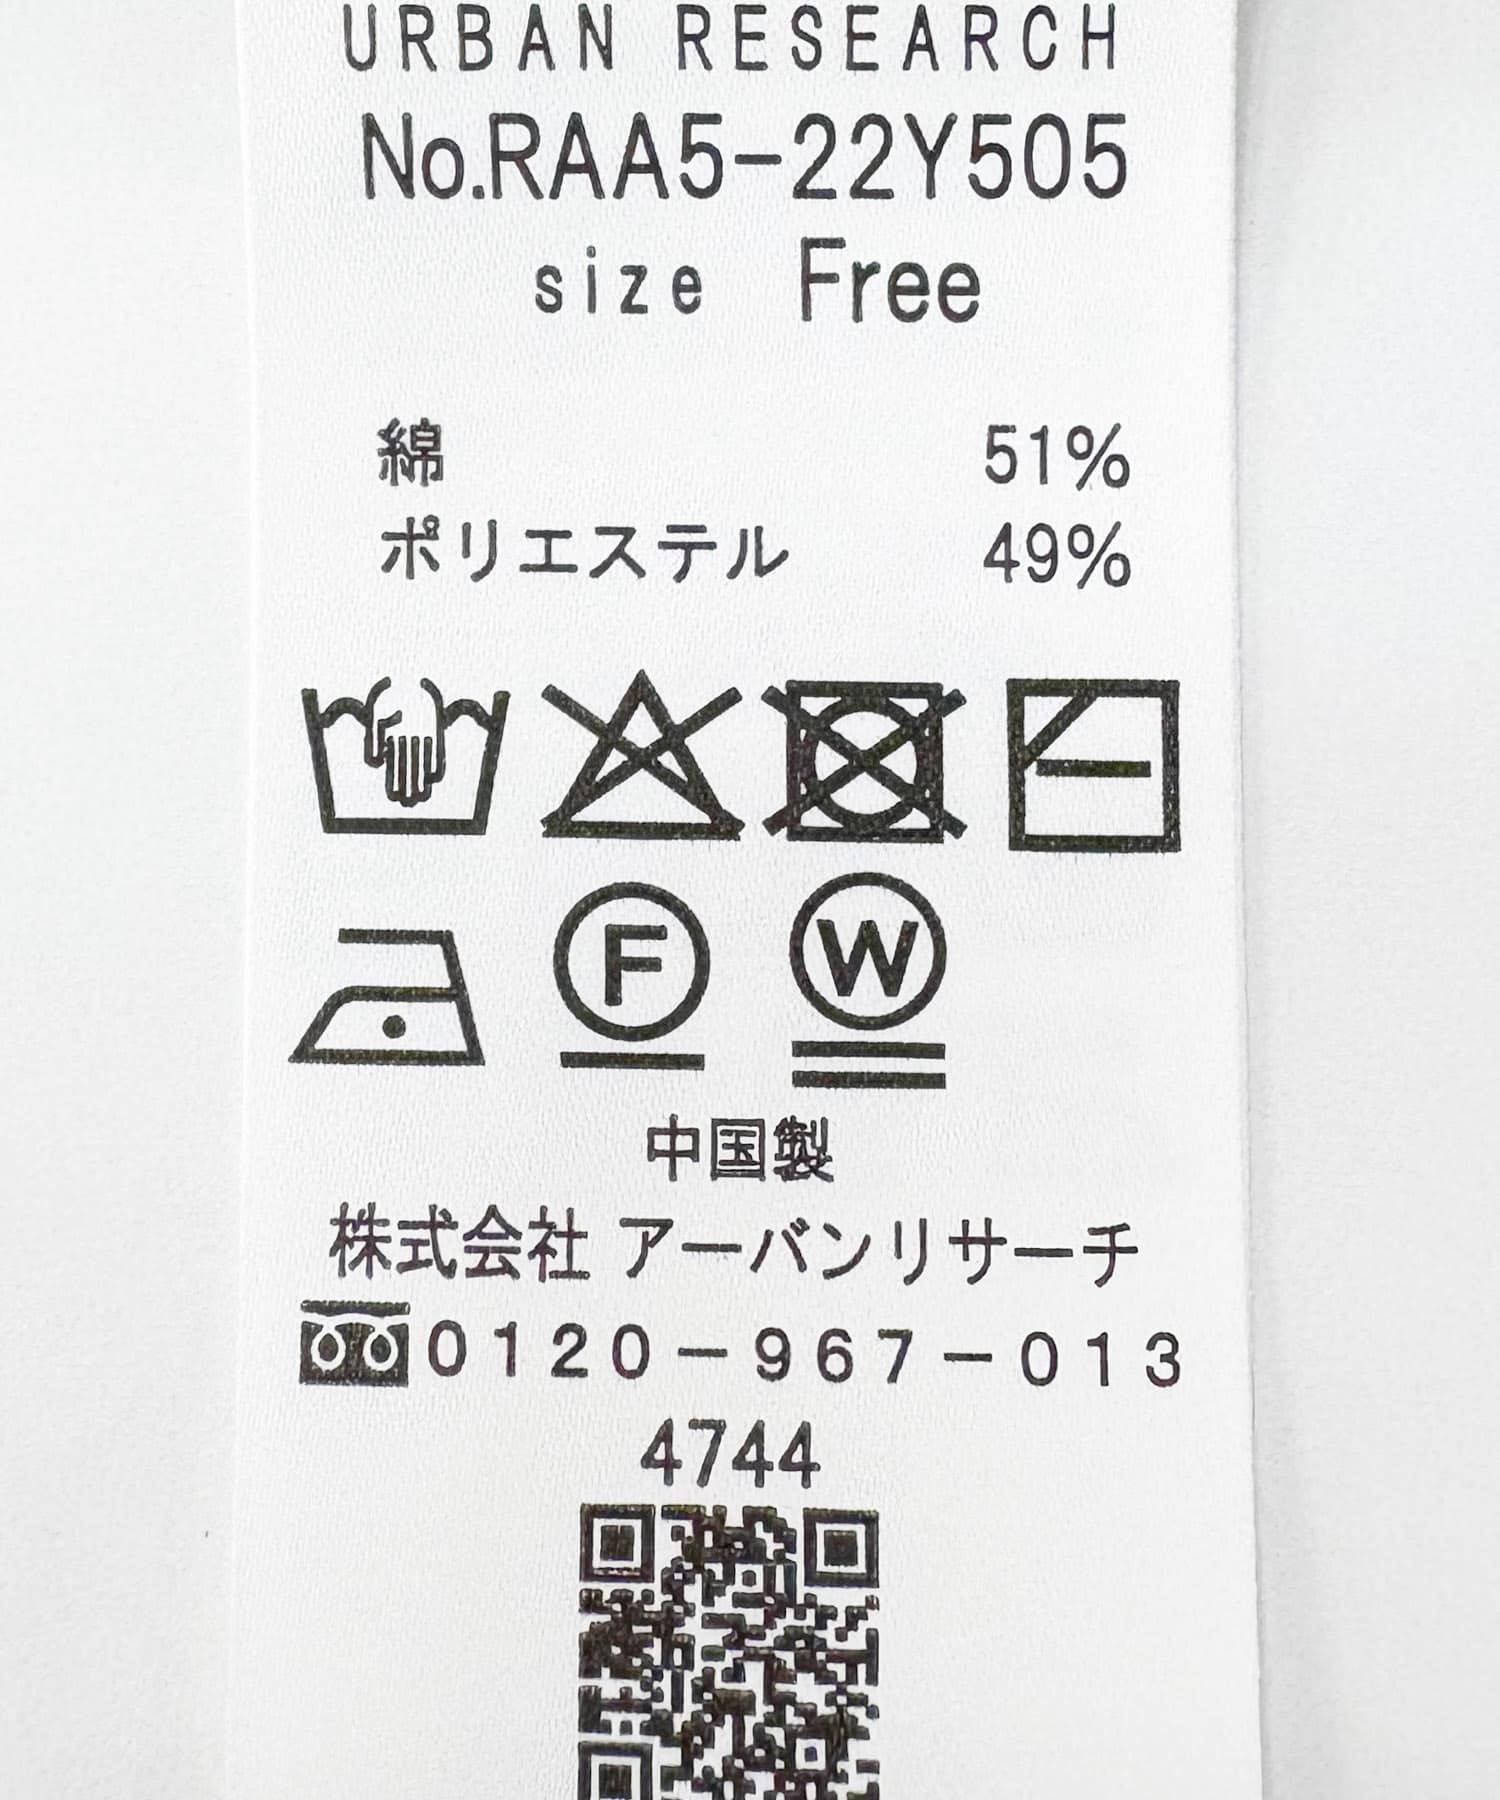 URBAN RESEARCH
No.RAA5-22Y505
size Free
綿 51%
ポリエステル 49%
F W
中国製
株式会社 アーバンリサーチ
0120-967-013
4744